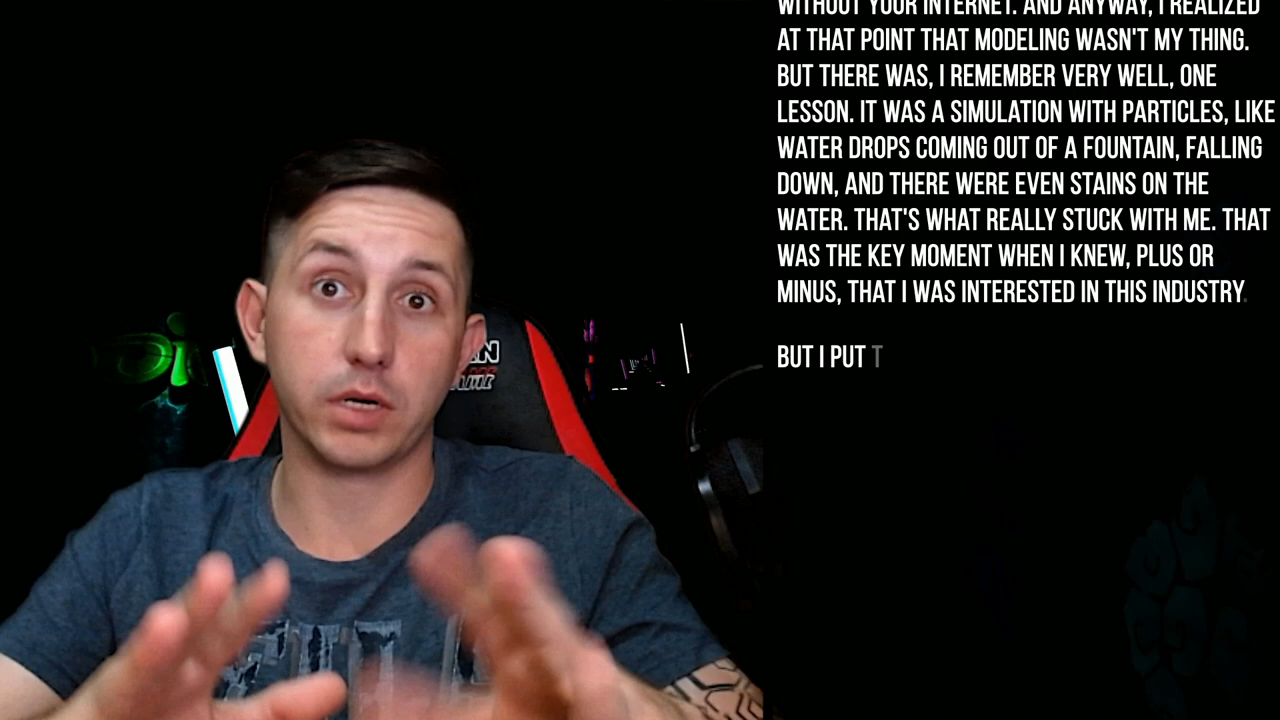 WITHOUT YOUR INTERNET. AND ANYWAY, I REALIZED
AT THAT POINT THAT MODELING WASN'T MY THING.
BUT THERE WAS, I REMEMBER VERY WELL, ONE
LESSON. IT WAS A SIMULATION WITH PARTICLES, LIKE
WATER DROPS COMING OUT OF A FOUNTAIN, FALLING
DOWN, AND THERE WERE EVEN STAINS ON THE
WATER. THAT'S WHAT REALLY STUCK WITH ME. THAT
WAS THE KEY MOMENT WHEN I KNEW, PLUS OR
MINUS, THAT I WAS INTERESTED IN THIS INDUSTRY.
BUT I PUT T